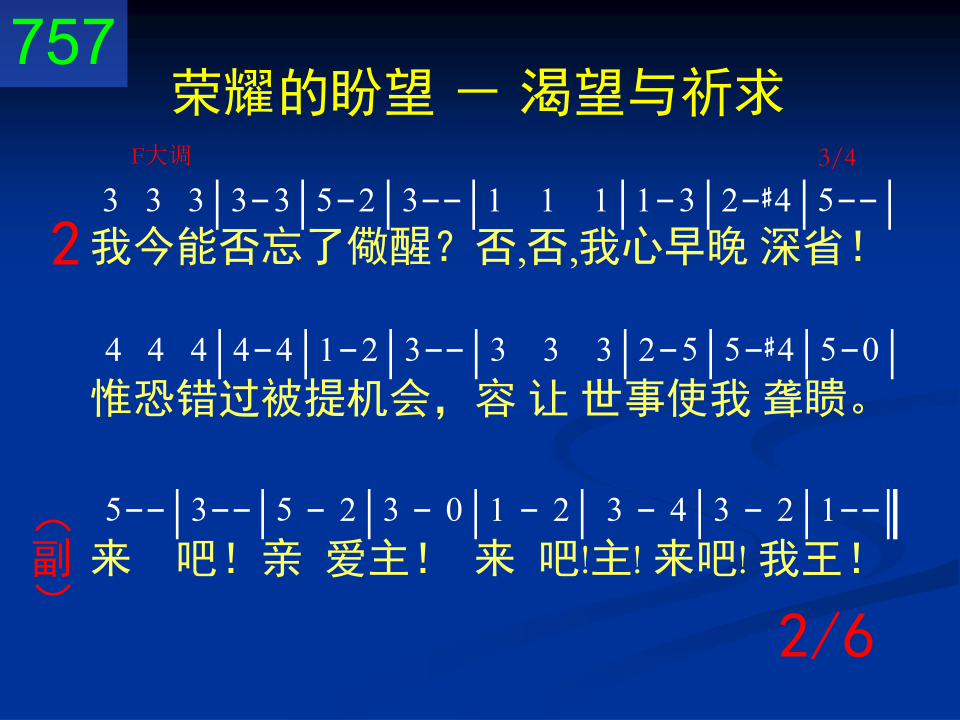 757
荣耀的盼望 － 渴望与祈求
F大调 3/4
3 3 3|3-3|5-2|3--|1 1 1|1-3|2-#4|5--|
2 我今能否忘了儆醒？否,否,我心早晚 深省！
4 4 4|4-4|1-2|3--|3 3 3|2-5|5-#4|5-0|
惟恐错过被提机会，容 让 世事使我 聋瞆。
5--|3--|5 - 2|3 - 0|1 - 2| 3 - 4|3 - 2|1--‖
（副） 来 吧！亲 爱主！ 来 吧!主! 来吧! 我王！
2/6